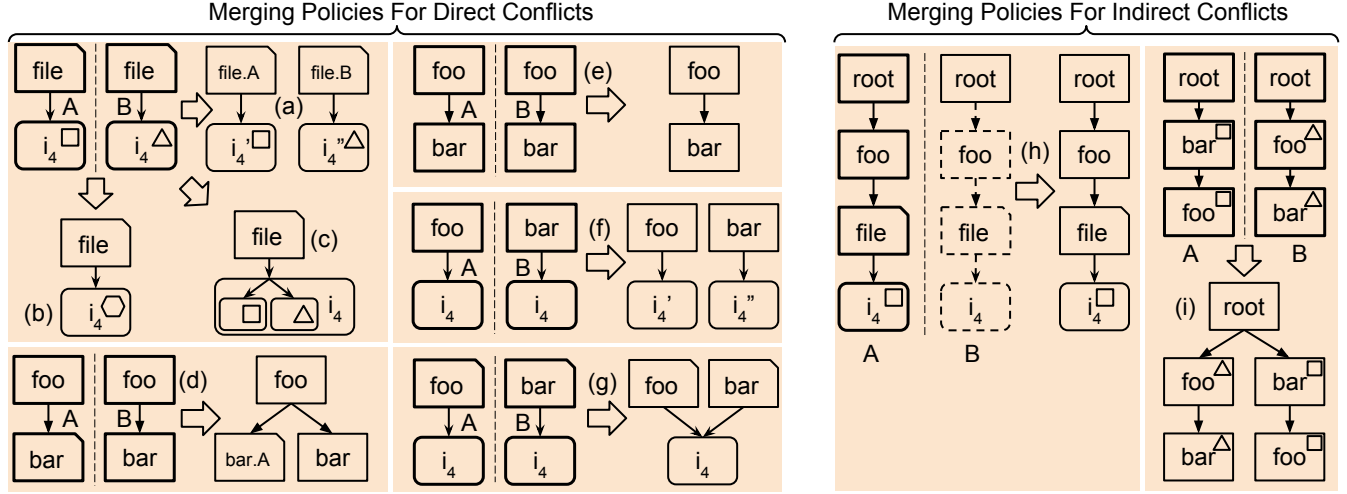 Merging Policies For Direct Conflicts
file file file.A file.B
A B (a)
i4 i4 i4' i4"
file file (c)
(b) i4 i4
foo foo (d) foo
A B
bar bar bar.A bar
foo foo (e) foo
A B
bar bar bar
foo bar (f) foo bar
A B
i4 i4 i4' i4"
foo bar (g) foo bar
A B
i4 i4 i4
Merging Policies For Indirect Conflicts
root root root
foo foo (h) foo
file file file
i4 i4 i4
A B
root root
bar foo
foo bar
A B
(i) root
foo bar
bar foo